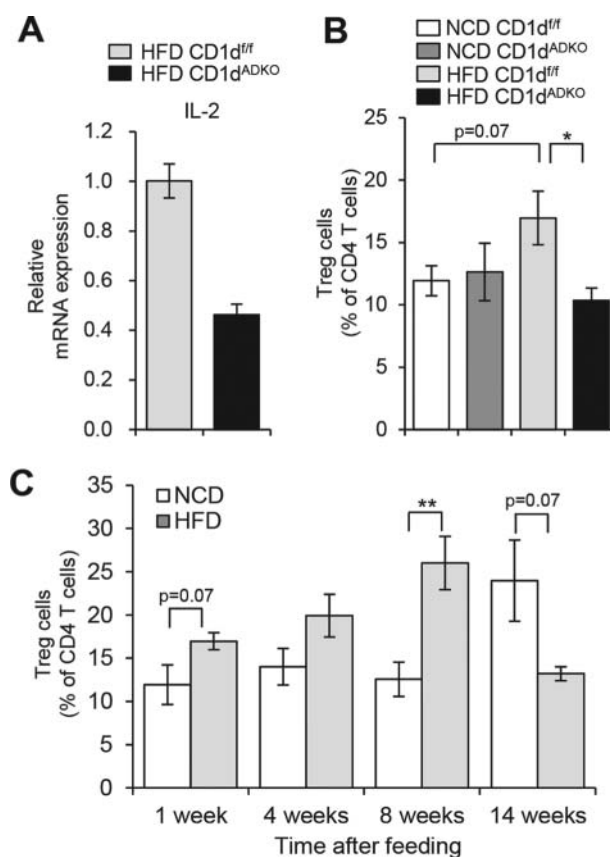 A
HFD CD1d^f/f
HFD CD1d^ADKO
IL-2
Relative
mRNA expression
1.2
1.0
0.8
0.6
0.4
0.2
0.0
B
NCD CD1d^f/f
NCD CD1d^ADKO
HFD CD1d^f/f
HFD CD1d^ADKO
p=0.07
*
Treg cells
(% of CD4 T cells)
25
20
15
10
5
0
C
NCD
HFD
p=0.07
**
p=0.07
Treg cells
(% of CD4 T cells)
35
30
25
20
15
10
5
0
1 week 4 weeks 8 weeks 14 weeks
Time after feeding